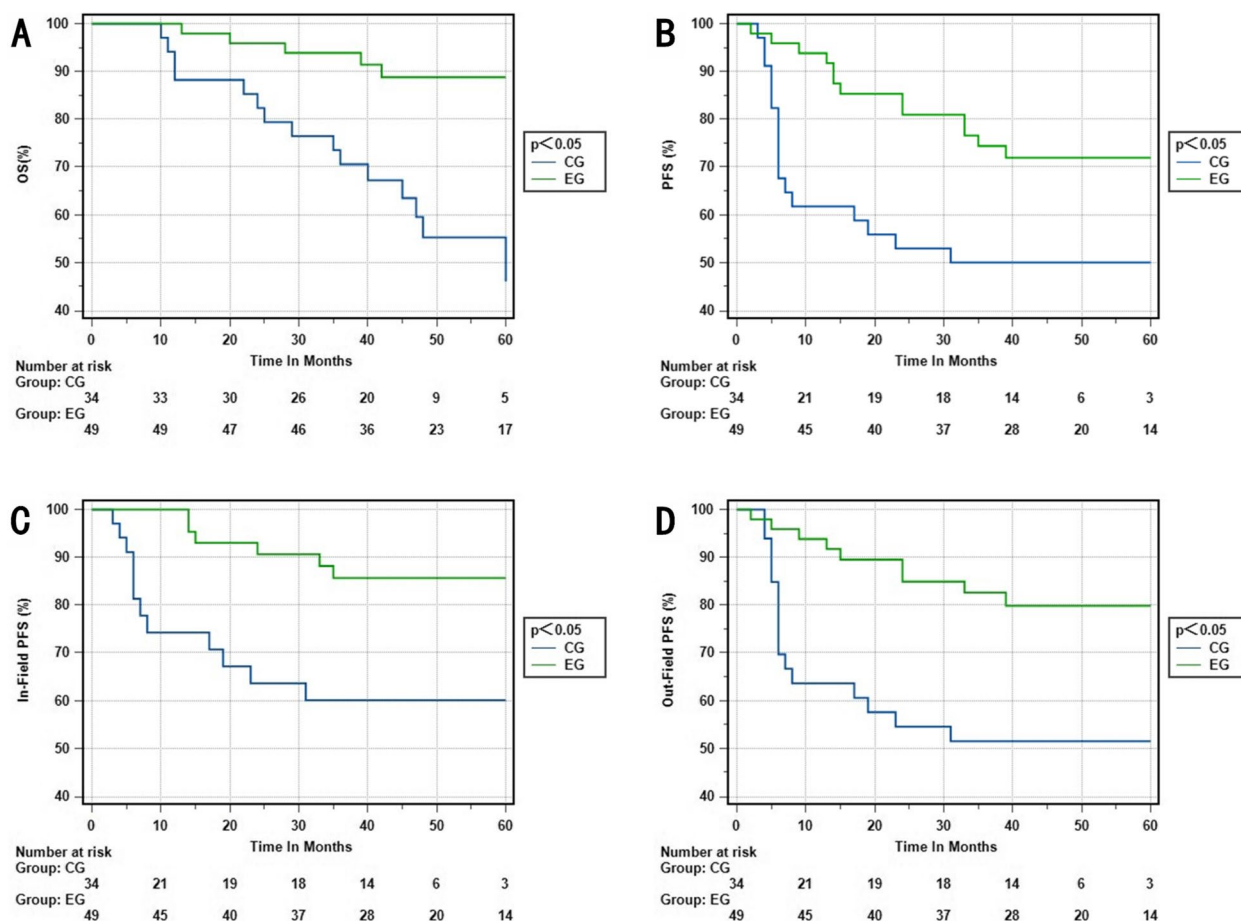 A
OS(%)
100
90
80
70
60
50
40
0 10 20 30 40 50 60
Time In Months
p<0.05
CG
EG
Number at risk
Group: CG
34 33 30 26 20 9 5
Group: EG
49 49 47 46 36 23 17
B
PFS (%)
100
90
80
70
60
50
40
0 10 20 30 40 50 60
Time In Months
p<0.05
CG
EG
Number at risk
Group: CG
34 21 19 18 14 6 3
Group: EG
49 45 40 37 28 20 14
C
In-Field PFS (%)
100
90
80
70
60
50
40
0 10 20 30 40 50 60
Time In Months
p<0.05
CG
EG
Number at risk
Group: CG
34 21 19 18 14 6 3
Group: EG
49 45 40 37 28 20 14
D
Out-Field PFS (%)
100
90
80
70
60
50
40
0 10 20 30 40 50 60
Time In Months
p<0.05
CG
EG
Number at risk
Group: CG
34 21 19 18 14 6 3
Group: EG
49 45 40 37 28 20 14